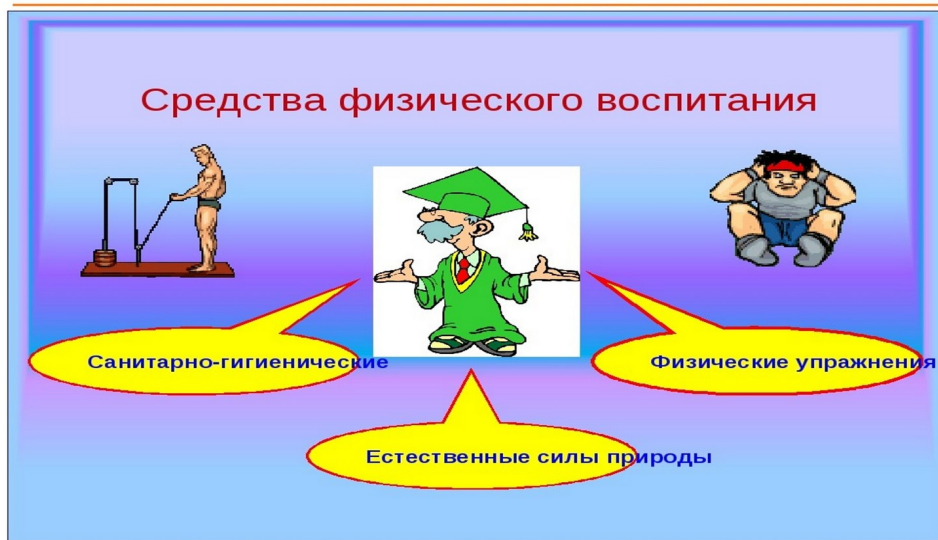 Средства физического воспитания
Санитарно-гигиенические
Физические упражнения
Естественные силы природы